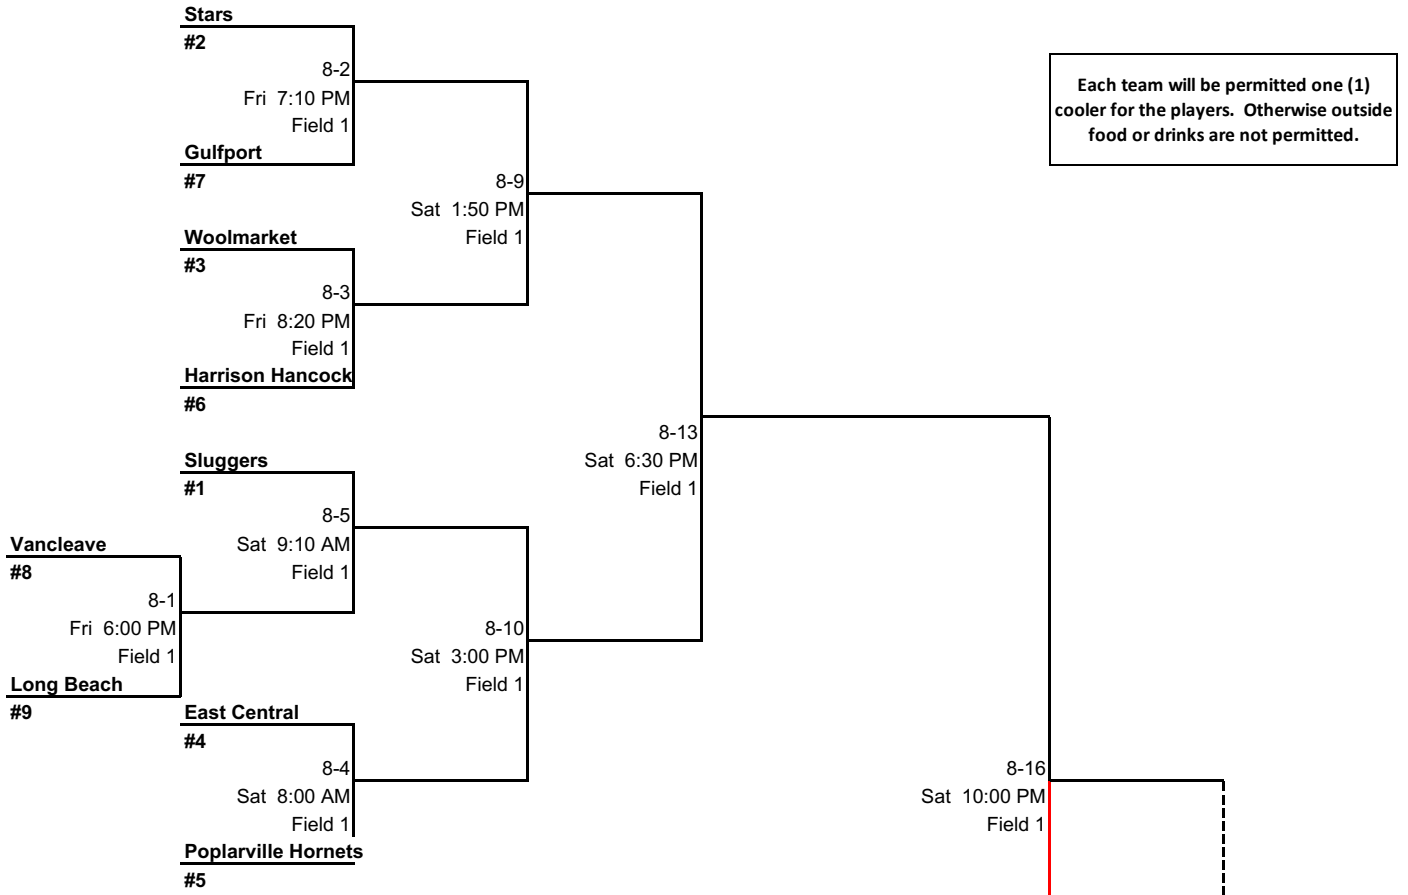 Stars
#2
8-2
Fri  7:10 PM
Field 1
Gulfport
#7
Each team will be permitted one (1)
cooler for the players.  Otherwise outside
food or drinks are not permitted.
8-9
Sat  1:50 PM
Field 1
Woolmarket
#3
8-3
Fri  8:20 PM
Field 1
Harrison Hancock
#6
8-13
Sat  6:30 PM
Field 1
Sluggers
#1
8-5
Sat  9:10 AM
Field 1
Vancleave
#8
8-1
Fri  6:00 PM
Field 1
Long Beach
#9
8-10
Sat  3:00 PM
Field 1
East Central
#4
8-4
Sat  8:00 AM
Field 1
Poplarville Hornets
#5
8-16
Sat  10:00 PM
Field 1